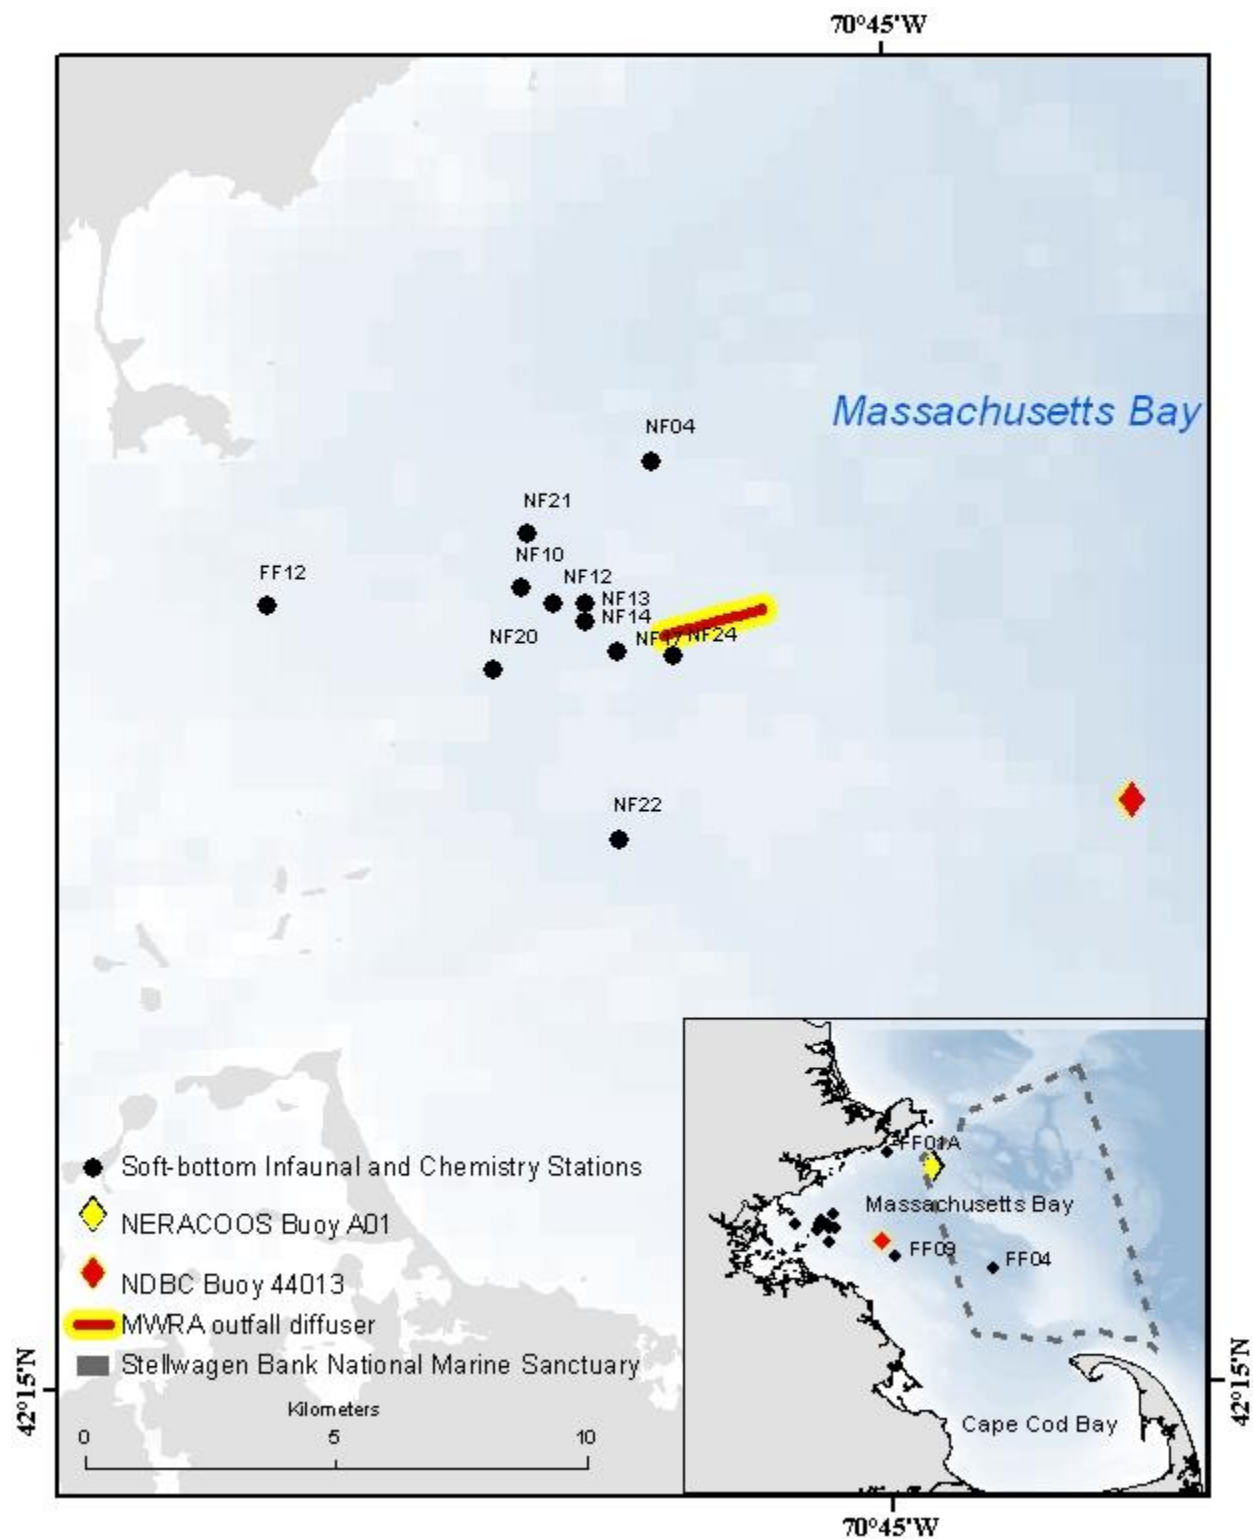 70°45'W
Massachusetts Bay
NF04
NF21
NF10
FF12
NF12
NF13
NF14
NF20
NF17
NF24
NF22
FF01A
Massachusetts Bay
FF09
FF04
Cape Cod Bay
Soft-bottom Infaunal and Chemistry Stations
NERACOOS Buoy A01
NDBC Buoy 44013
MWRA outfall diffuser
Stellwagen Bank National Marine Sanctuary
Kilometers
0 5 10
42°15'N
42°15'N
70°45'W